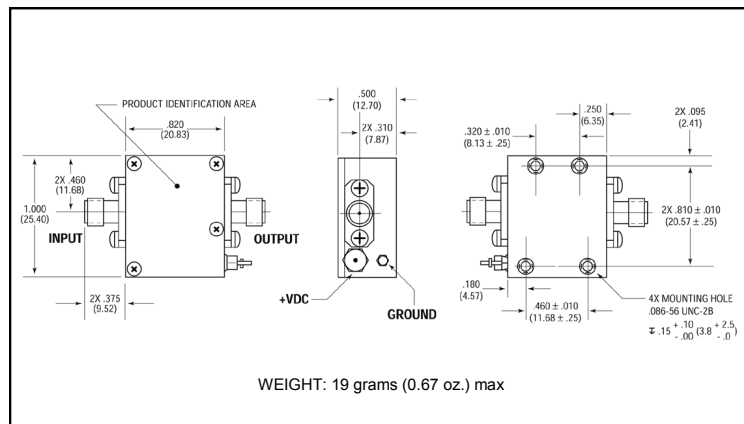 PRODUCT IDENTIFICATION AREA
.820
(20.83)
2X .460
(11.68)
1.000
(25.40)
INPUT
OUTPUT
2X .375
(9.52)
.500
(12.70)
2X .310
(7.87)
+VDC
GROUND
.250
(6.35)
2X .095
(2.41)
.320 ± .010
(8.13 ± .25)
2X .810 ± .010
(20.57 ± .25)
.180
(4.57)
.460 ± .010
(11.68 ± .25)
4X MOUNTING HOLE
.086-56 UNC-2B
↧ .15 + .10 - .00 (3.8 + 2.5 - .0)
WEIGHT: 19 grams (0.67 oz.) max